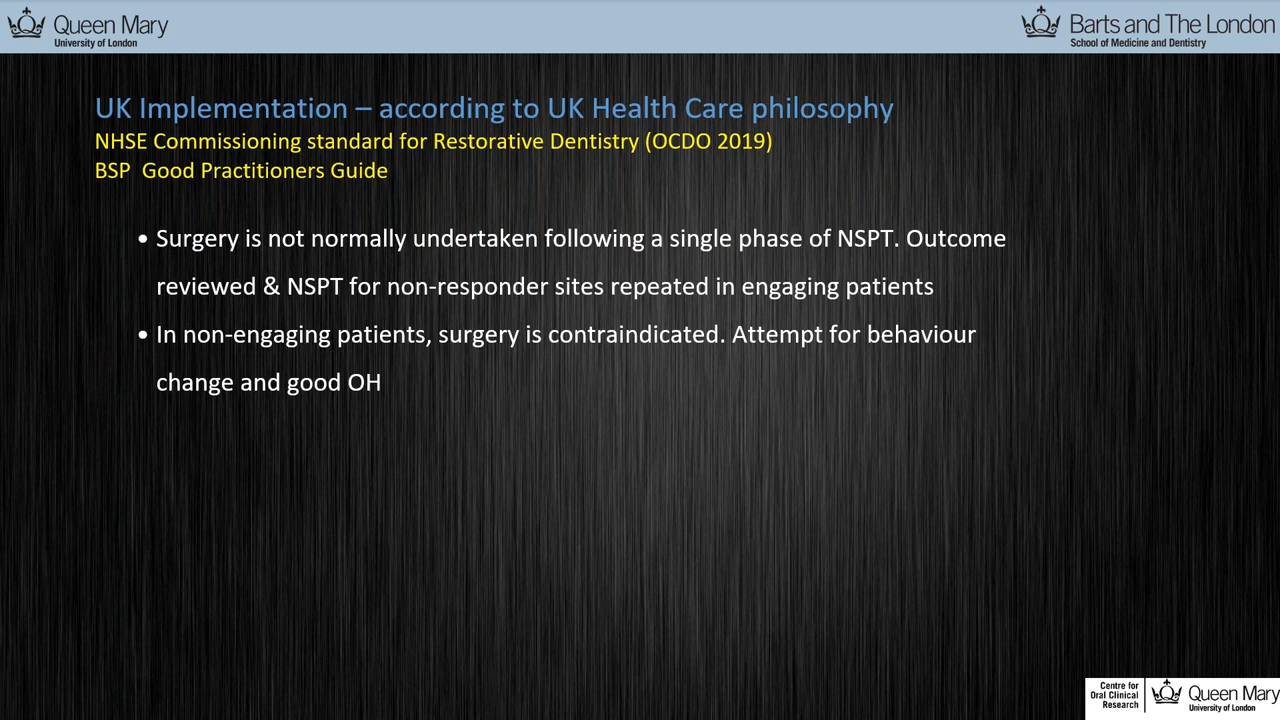 Queen Mary
University of London
Barts and The London
School of Medicine and Dentistry
UK Implementation – according to UK Health Care philosophy
NHSE Commissioning standard for Restorative Dentistry (OCDO 2019)
BSP  Good Practitioners Guide
• Surgery is not normally undertaken following a single phase of NSPT. Outcome
reviewed & NSPT for non-responder sites repeated in engaging patients
• In non-engaging patients, surgery is contraindicated. Attempt for behaviour
change and good OH
Centre for
Oral Clinical
Research
Queen Mary
University of London